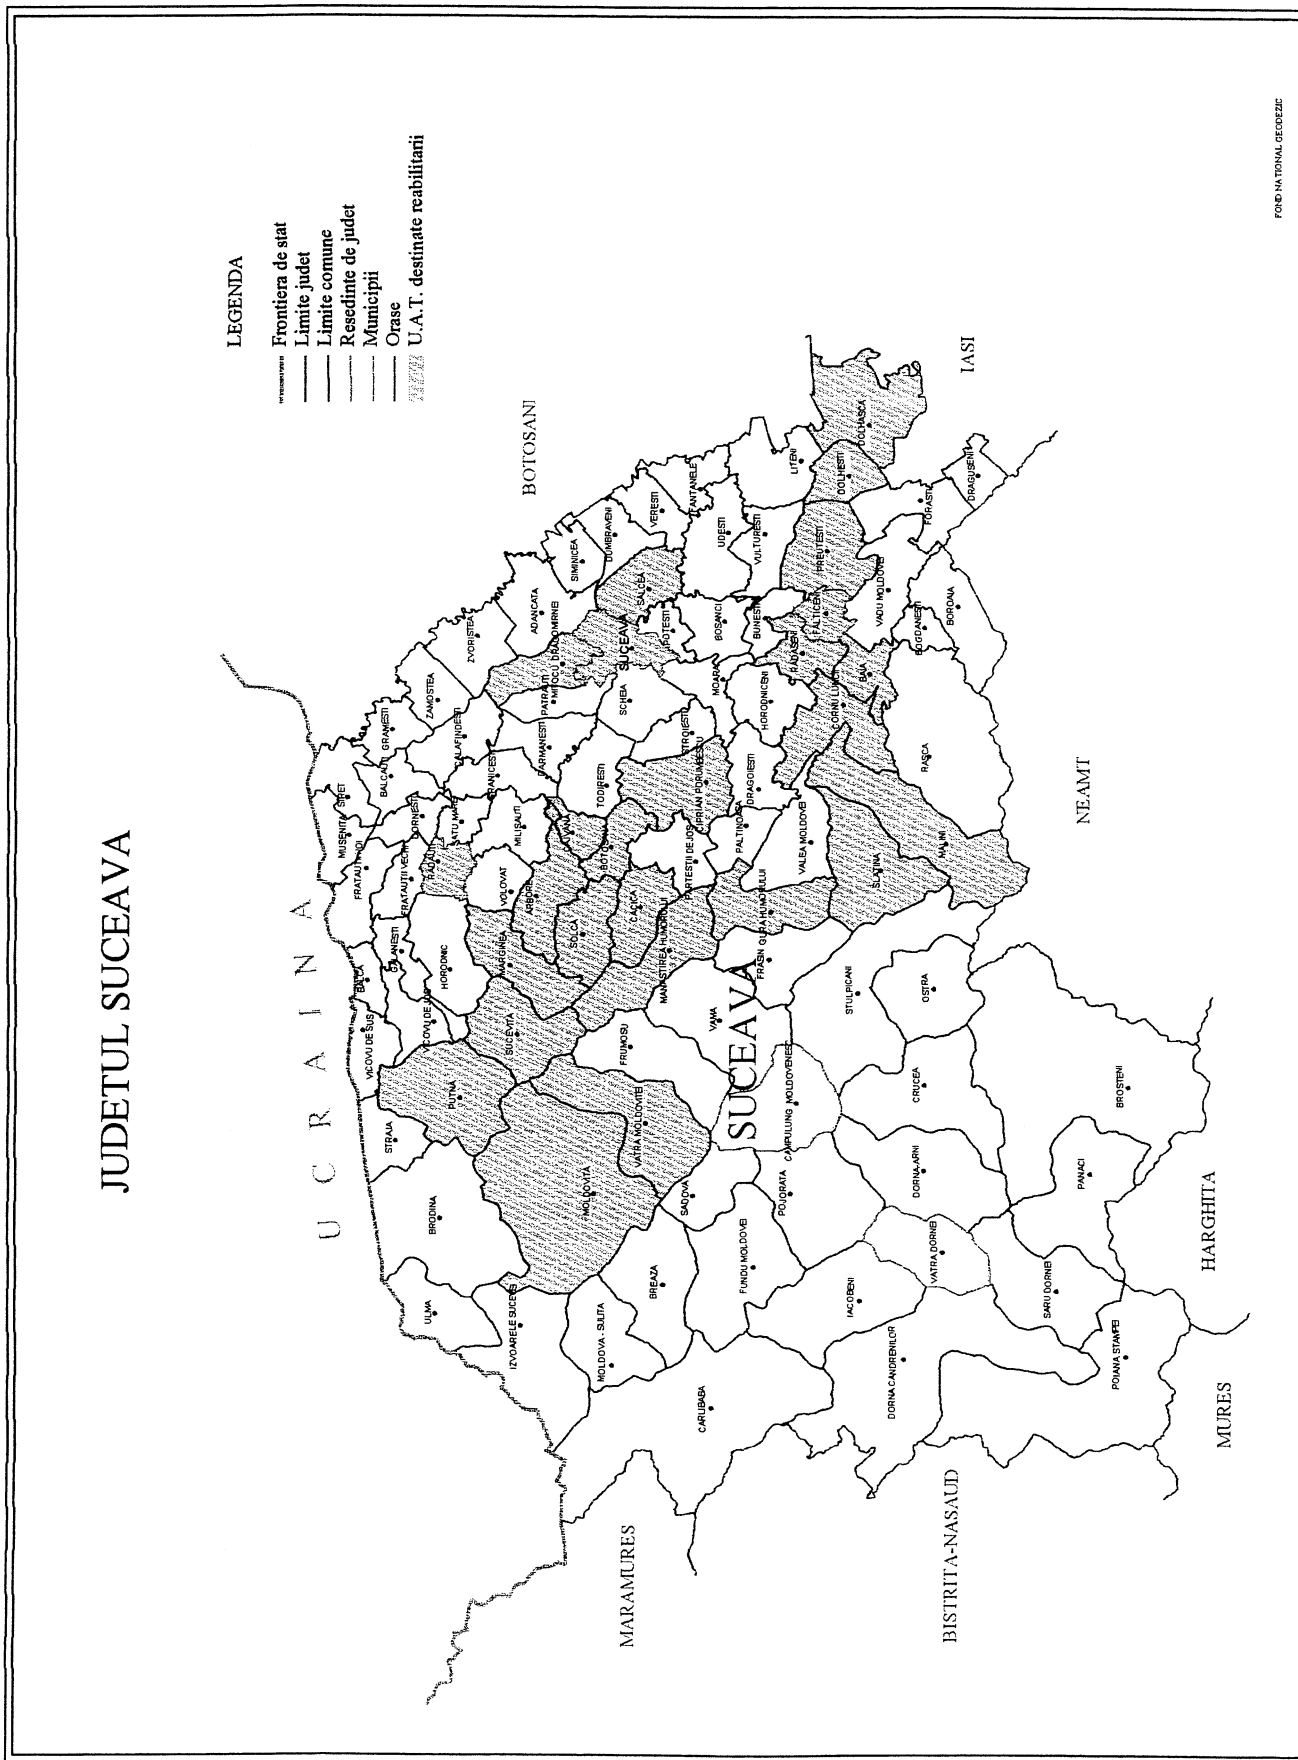 JUDETUL SUCEAVA
LEGENDA
Frontiera de stat
Limite judet
Limite comune
Resedinte de judet
Municipii
Orase
U.A.T. destinate reabilitarii
UCRAINA
BOTOSANI
IASI
NEAMT
HARGHITA
MURES
BISTRITA-NASAUD
MARAMURES
SUCEAVA
ULMA
BRODINA
STRAJA
PUTNA
VICOVU DE SUS
VICOVU DE JOS
BALCA
GALANESTI
HORODNIC
FRATAUTII VECHI
FRATAUTII NOI
MUSENITA
SIRET
BALCAUTI
GRAMESTI
ZAMOSTEA
ZVORISTEA
DORNESTI
SATU MARE
RADAUTI
GRANICESTI
CALAFINDESTI
VOLOVAT
MILISAUTI
MARGINEA
SUCEVITA
ARBORE
IZVOARELE SUCEVEI
MOLDOVITA
VATRA MOLDOVITEI
FRUMOSU
SOLCA
CACICA
BOTOSANA
TODIRESTI
DARMANESTI
PATRAUTI
MITOCU DRAGOMIRNEI
ADANCATA
SIMINICEA
DUMBRAVENI
VERESTI
SALCEA
SUCEAVA
IPOTESTI
SCHEIA
MOARA
BOSANCI
STROIESTI
CIPRIAN PORUMBESCU
PARTESTII DE JOS
MANASTIREA HUMORULUI
GURA HUMORULUI
FRASIN
PALTINOASA
DRAGOIESTI
VALEA MOLDOVEI
HORODNICENI
BUNESTI
UDESTI
FANTANELE
VULTURESTI
LITENI
DOLHASCA
DOLHESTI
PREUTESTI
FALTICENI
RADASENI
BAIA
CORNU LUNCII
VADU MOLDOVEI
FORASTI
DRAGUSENI
BOGDANESTI
BOROAIA
RASCA
MALINI
SLATINA
STULPICANI
OSTRA
VAMA
CAMPULUNG MOLDOVENESC
CRUCEA
BROSTENI
SADOVA
POJORATA
DORNA-ARINI
PANACI
BREAZA
FUNDU MOLDOVEI
IACOBENI
VATRA DORNEI
SARU DORNEI
MOLDOVA - SULITA
CARLIBABA
DORNA CANDRENILOR
POIANA STAMPEI
FOND NATIONAL GEODEZIC